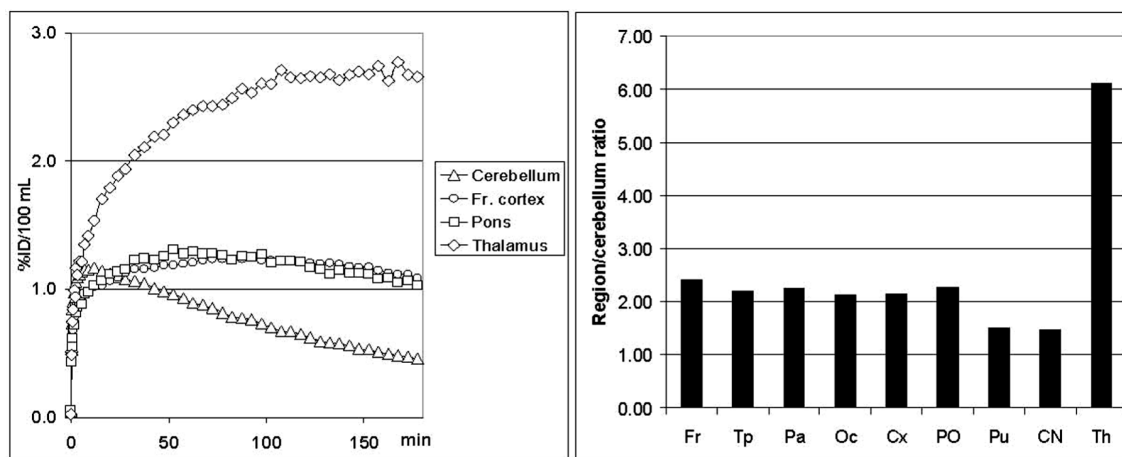 3.0
2.0
1.0
0.0
%ID/100 mL
0
50
100
150
min
Cerebellum
Fr. cortex
Pons
Thalamus
7.00
6.00
5.00
4.00
3.00
2.00
1.00
0.00
Region/cerebellum ratio
Fr
Tp
Pa
Oc
Cx
PO
Pu
CN
Th